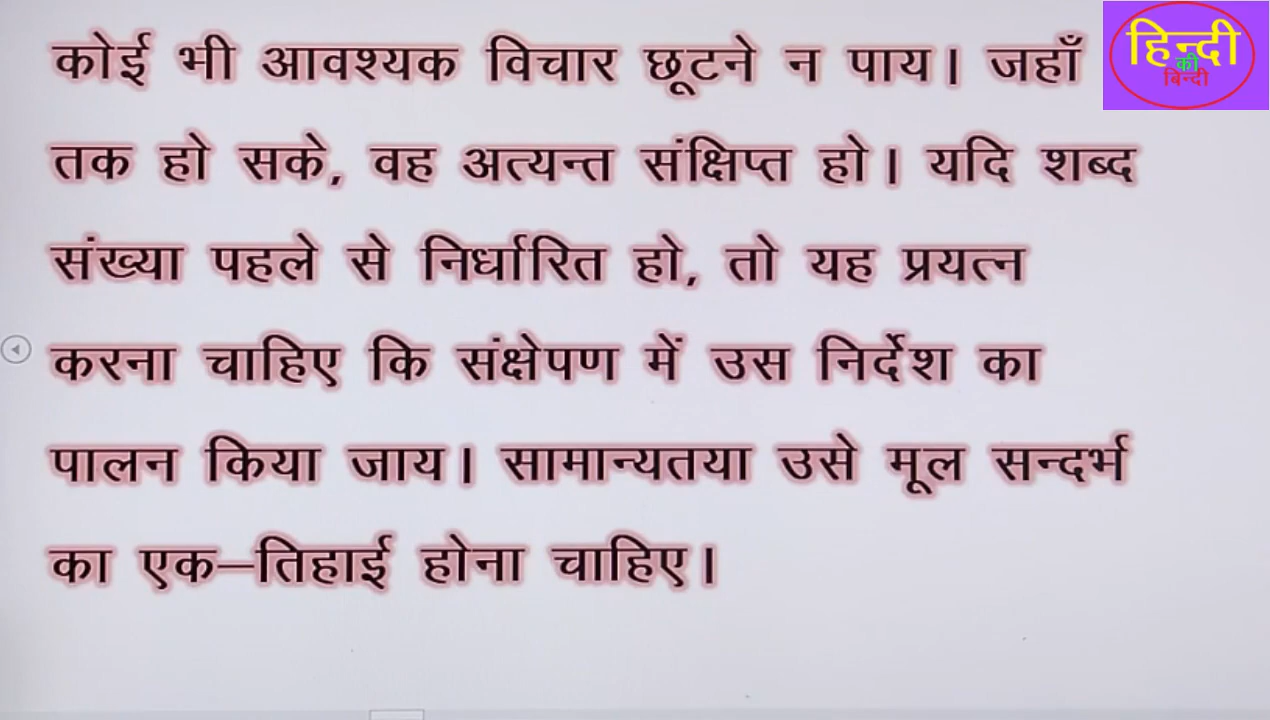 कोई भी आवश्यक विचार छूटने न पाय। जहाँ
तक हो सके, वह अत्यन्त संक्षिप्त हो। यदि शब्द
संख्या पहले से निर्धारित हो, तो यह प्रयत्न
करना चाहिए कि संक्षेपण में उस निर्देश का
पालन किया जाय। सामान्यतया उसे मूल सन्दर्भ
का एक–तिहाई होना चाहिए।
हिन्दी
की
बिन्दी